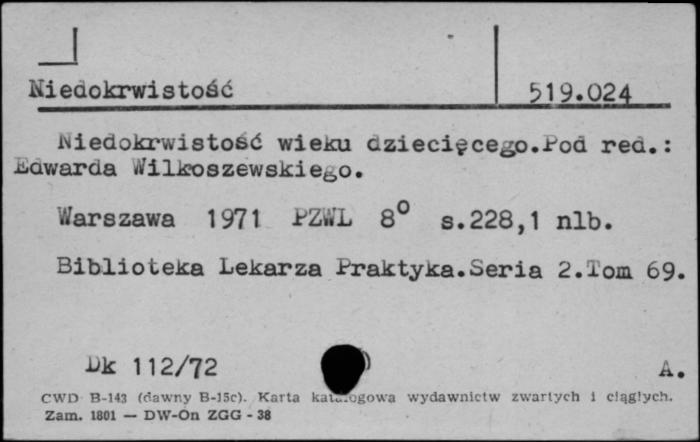 Niedokrwistość 519.024
Niedokrwistość wieku dziecięcego.Pod red.:
Edwarda Wilkoszewskiego.
Warszawa 1971 PZWL 8° s.228,1 nlb.
Biblioteka Lekarza Praktyka.Seria 2.Tom 69.
Dk 112/72 A.
CWD B-143 (dawny B-15c). Karta katalogowa wydawnictw zwartych i ciągłych.
Zam. 1801 — DW-On ZGG - 38